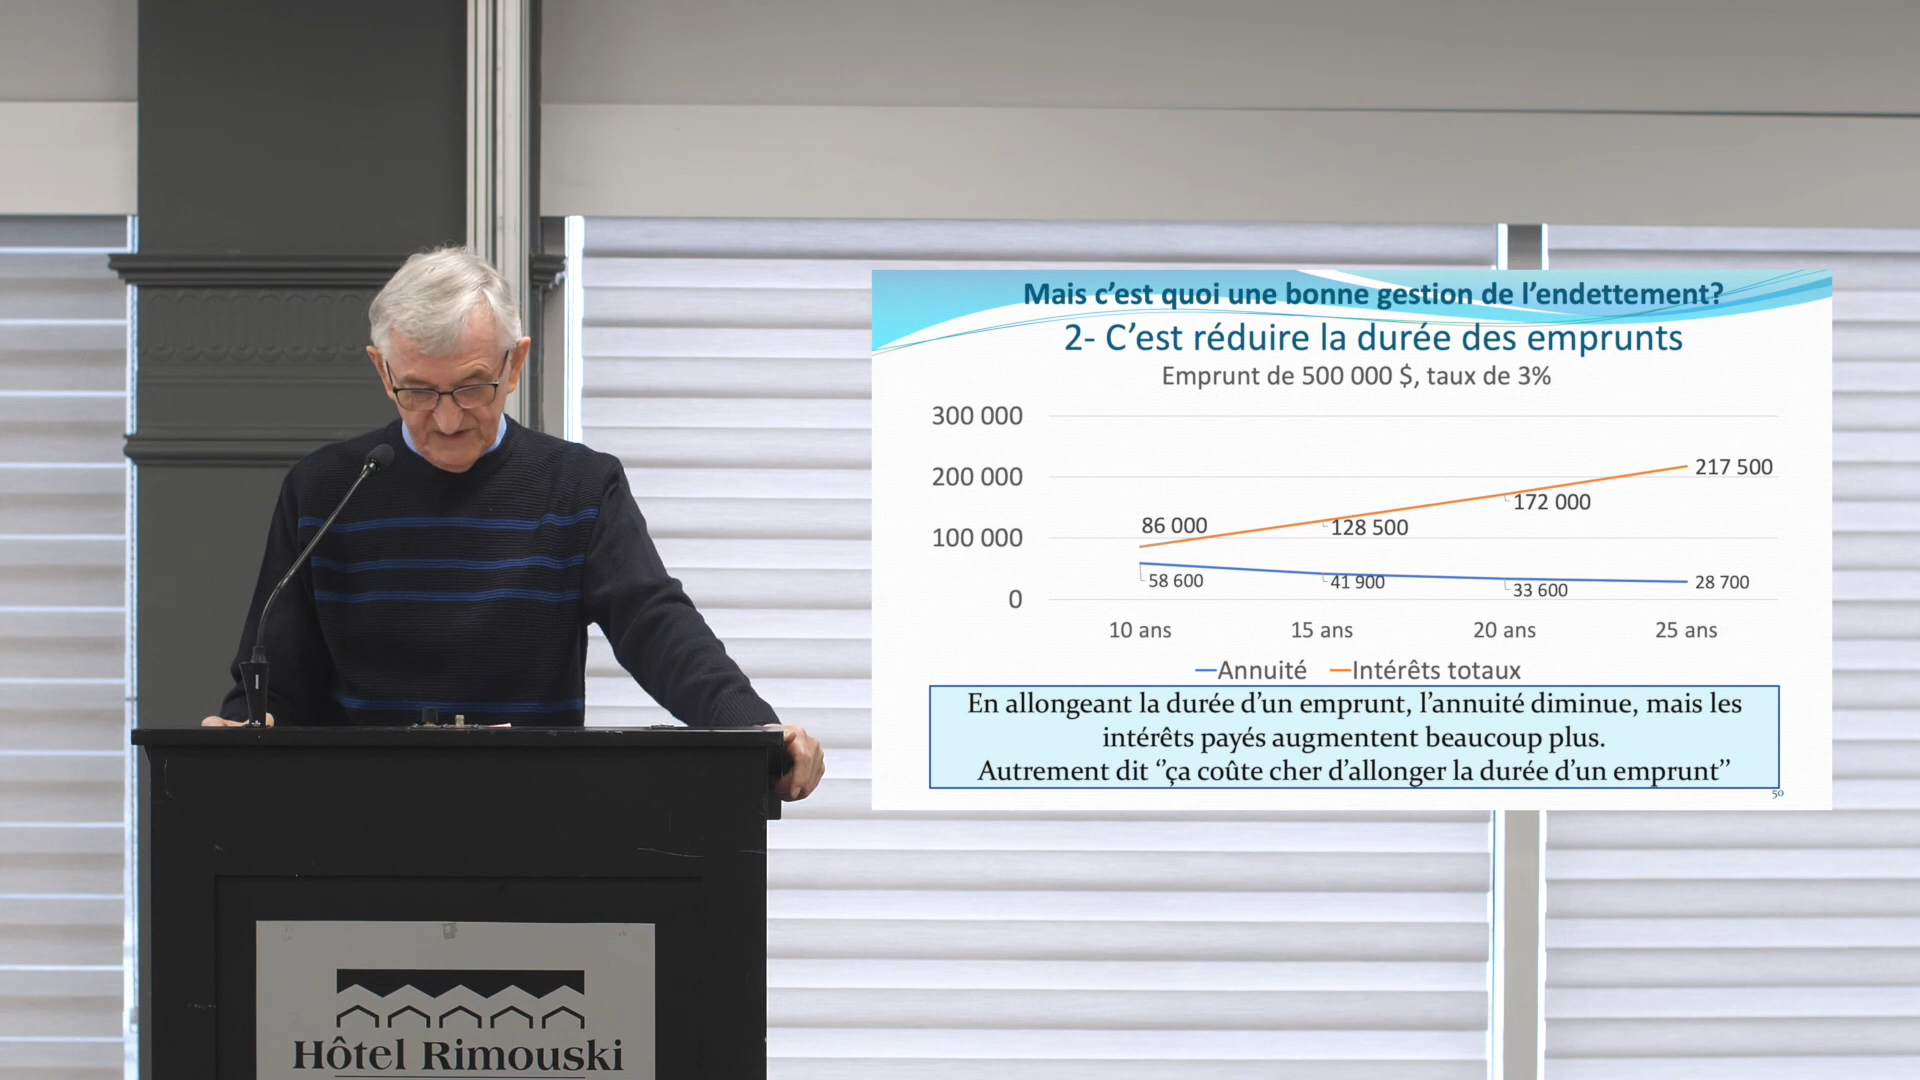 Mais c’est quoi une bonne gestion de l’endettement?
2- C’est réduire la durée des emprunts
Emprunt de 500 000 $, taux de 3%
300 000
200 000
100 000
0
217 500
172 000
128 500
86 000
58 600
41 900
33 600
28 700
10 ans 15 ans 20 ans 25 ans
Annuité Intérêts totaux
En allongeant la durée d’un emprunt, l’annuité diminue, mais les
intérêts payés augmentent beaucoup plus.
Autrement dit ‘’ça coûte cher d’allonger la durée d’un emprunt’’
50
Hôtel Rimouski